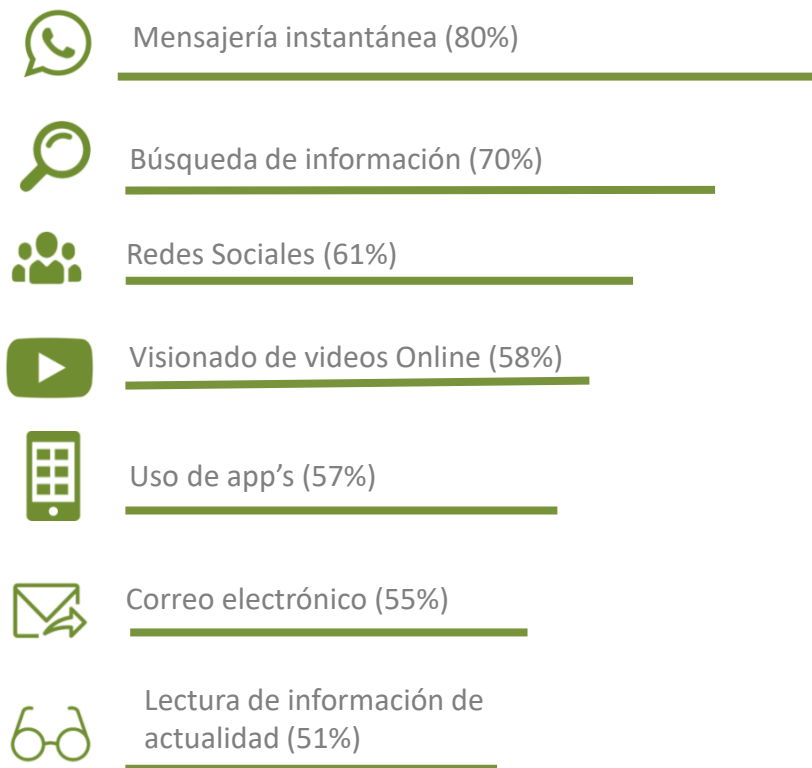 Mensajería instantánea (80%)
Búsqueda de información (70%)
Redes Sociales (61%)
Visionado de videos Online (58%)
Uso de app’s (57%)
Correo electrónico (55%)
Lectura de información de
actualidad (51%)